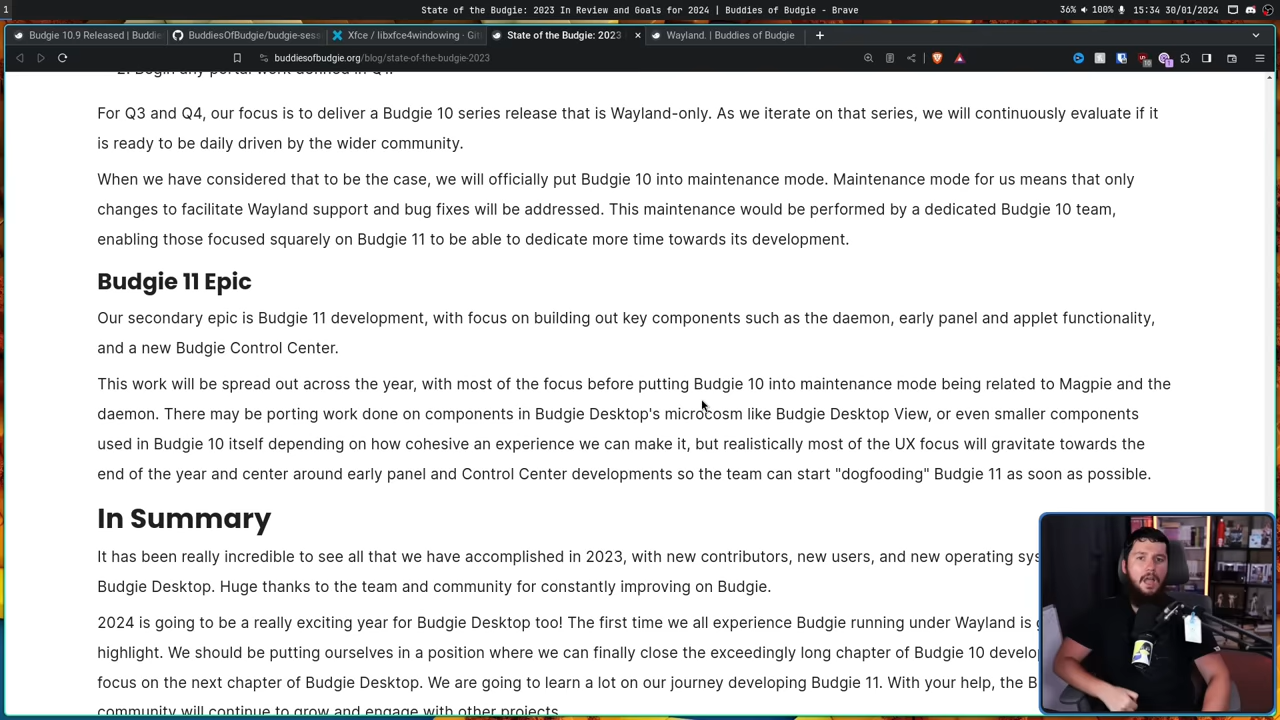 1
State of the Budgie: 2023 In Review and Goals for 2024 | Buddies of Budgie - Brave
36% 100% 15:34 30/01/2024
Budgie 10.9 Released | Buddie
BuddiesOfBudgie/budgie-sess
Xfce / libxfce4windowing · Git
State of the Budgie: 2023
Wayland. | Buddies of Budgie
buddiesofbudgie.org/blog/state-of-the-budgie-2023
2. Begin any portal work defined in Q1.
For Q3 and Q4, our focus is to deliver a Budgie 10 series release that is Wayland-only. As we iterate on that series, we will continuously evaluate if it
is ready to be daily driven by the wider community.
When we have considered that to be the case, we will officially put Budgie 10 into maintenance mode. Maintenance mode for us means that only
changes to facilitate Wayland support and bug fixes will be addressed. This maintenance would be performed by a dedicated Budgie 10 team,
enabling those focused squarely on Budgie 11 to be able to dedicate more time towards its development.
Budgie 11 Epic
Our secondary epic is Budgie 11 development, with focus on building out key components such as the daemon, early panel and applet functionality,
and a new Budgie Control Center.
This work will be spread out across the year, with most of the focus before putting Budgie 10 into maintenance mode being related to Magpie and the
daemon. There may be porting work done on components in Budgie Desktop's microcosm like Budgie Desktop View, or even smaller components
used in Budgie 10 itself depending on how cohesive an experience we can make it, but realistically most of the UX focus will gravitate towards the
end of the year and center around early panel and Control Center developments so the team can start "dogfooding" Budgie 11 as soon as possible.
In Summary
It has been really incredible to see all that we have accomplished in 2023, with new contributors, new users, and new operating sys
Budgie Desktop. Huge thanks to the team and community for constantly improving on Budgie.
2024 is going to be a really exciting year for Budgie Desktop too! The first time we all experience Budgie running under Wayland is g
highlight. We should be putting ourselves in a position where we can finally close the exceedingly long chapter of Budgie 10 develo
focus on the next chapter of Budgie Desktop. We are going to learn a lot on our journey developing Budgie 11. With your help, the B
community will continue to grow and engage with other projects.